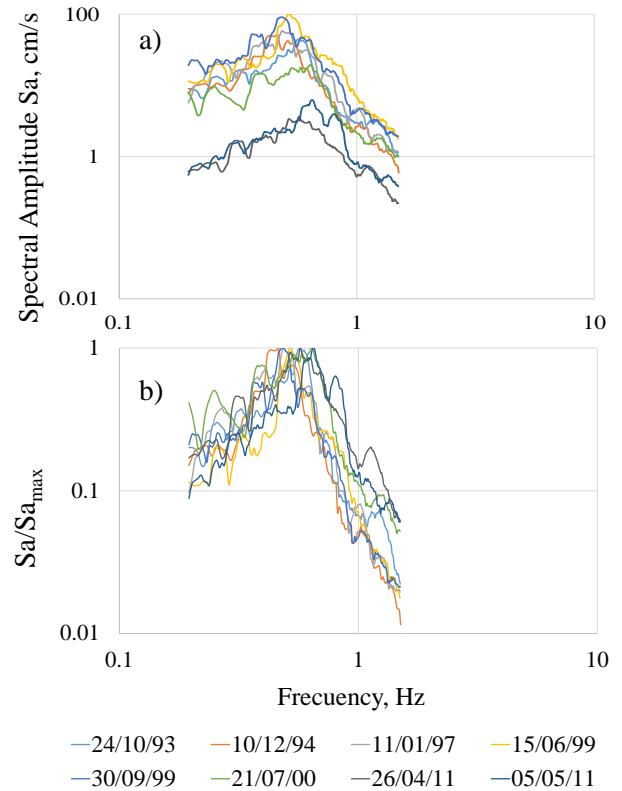 a)
Spectral Amplitude Sa, cm/s
100
1
0.01
0.1 1 10
b)
Sa/Samax
1
0.1
0.01
0.1 1 10
Frecuency, Hz
24/10/93 10/12/94 11/01/97 15/06/99
30/09/99 21/07/00 26/04/11 05/05/11